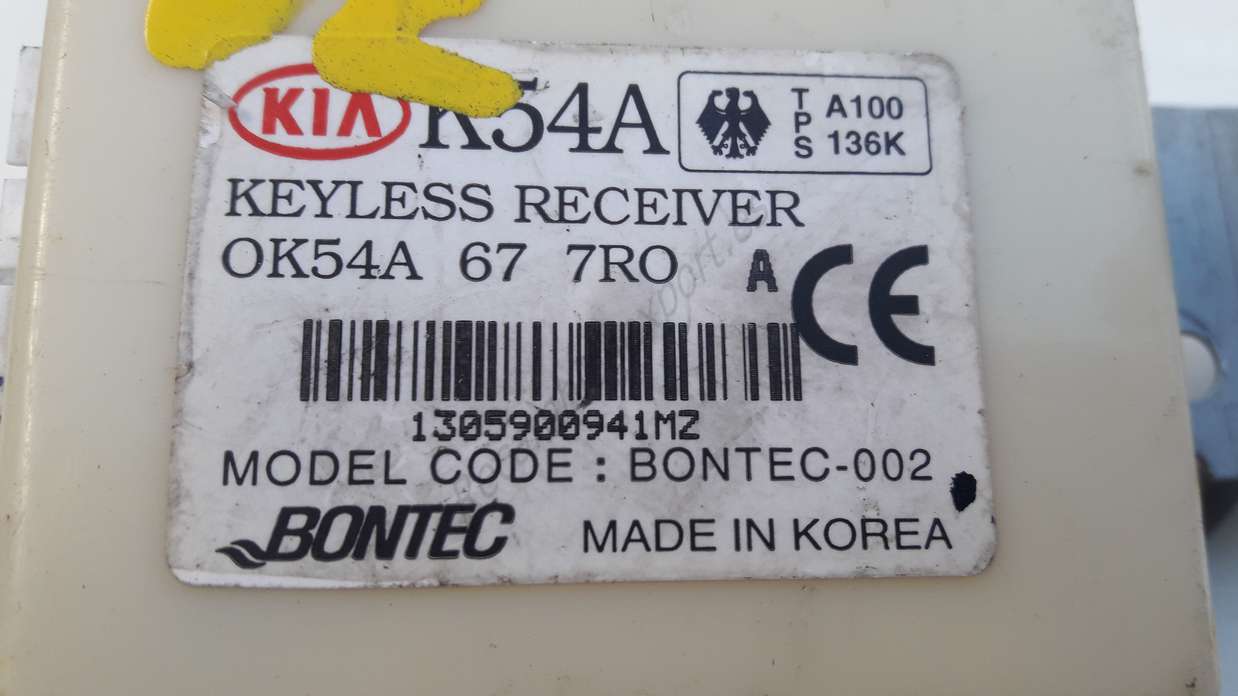 KIA K54A
TPS A100 136K
KEYLESS RECEIVER
OK54A 67 7RO A CE
1305900941MZ
MODEL CODE : BONTEC-002
BONTEC MADE IN KOREA